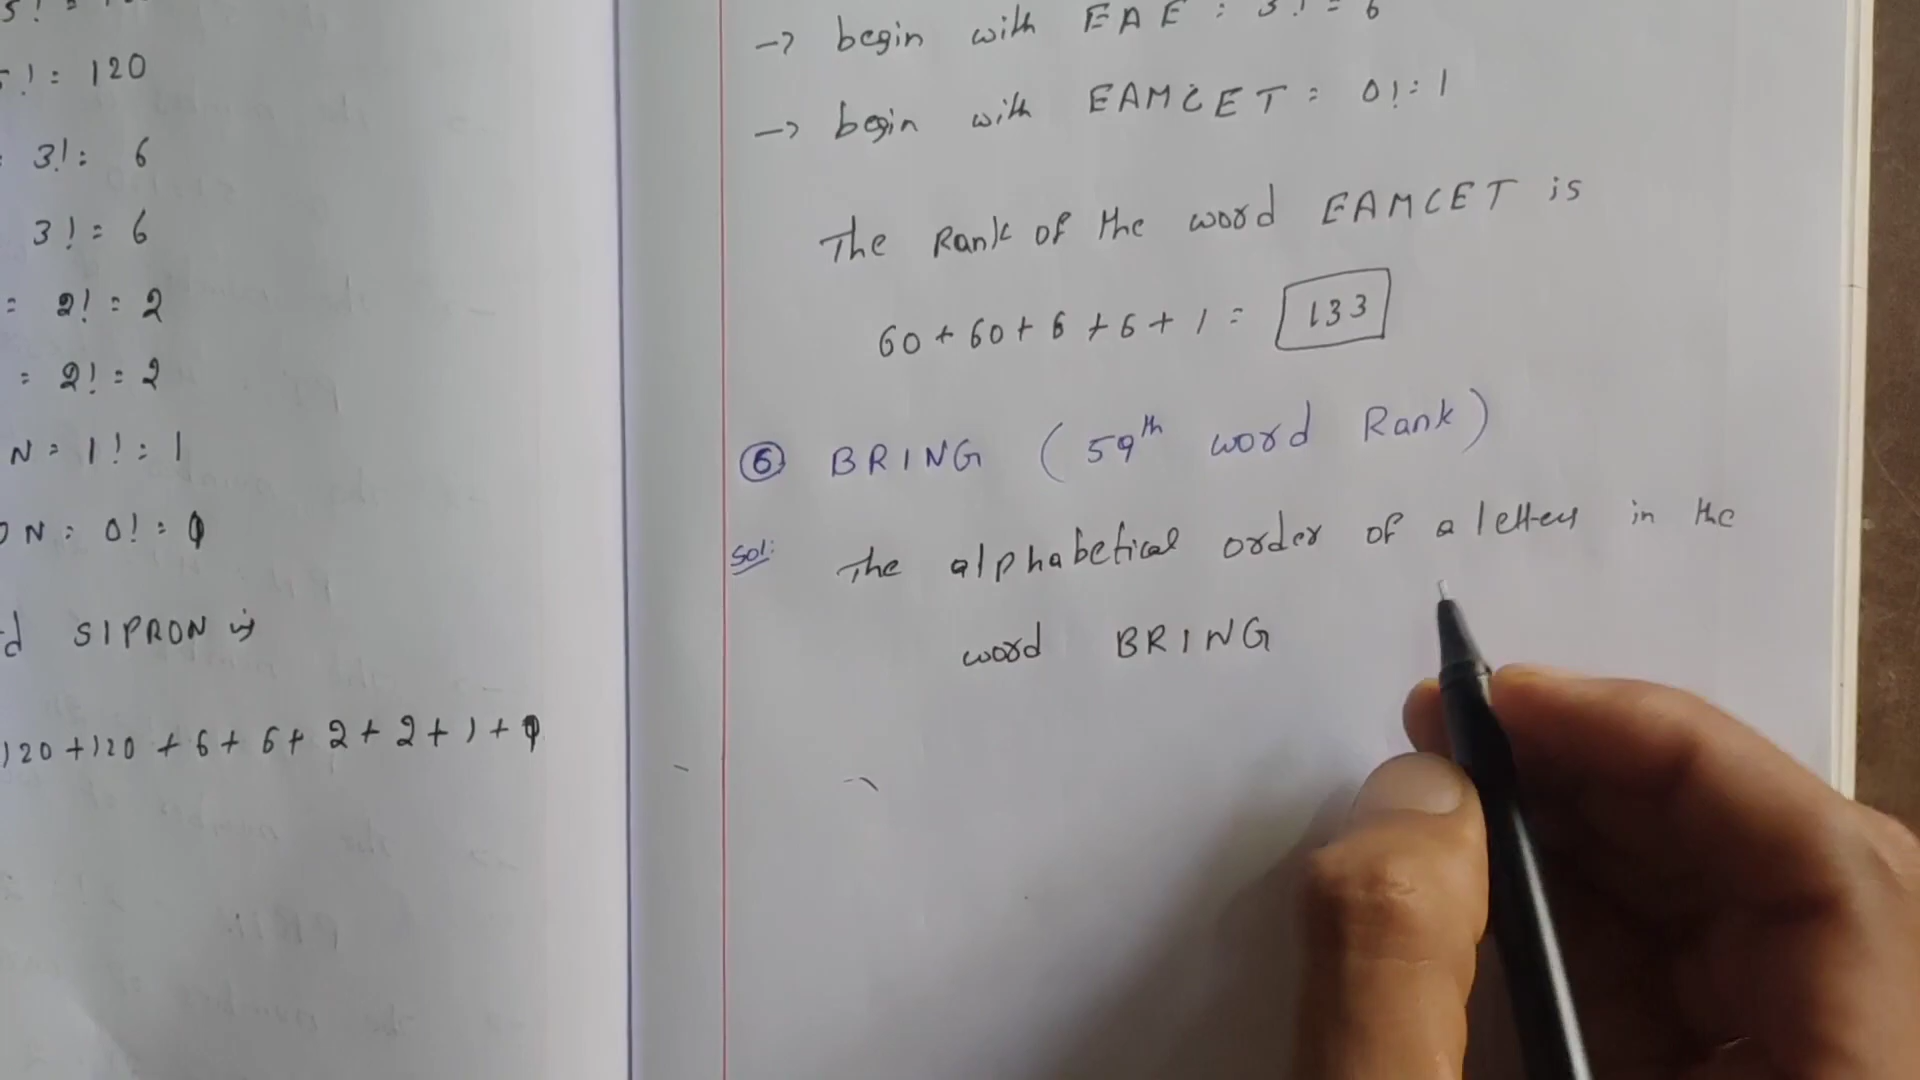 5! = 120
= 3! = 6
3! = 6
= 2! = 2
= 2! = 2
N = 1! = 1
ON = 0! = 0
SIPRON is
120 + 120 + 6 + 6 + 2 + 2 + 1 +
→ begin with EAE : 3! = 6
→ begin with EAMCET = 0! = 1
The Rank of the word EAMCET is
60 + 60 + 6 + 6 + 1 = 133
⑥ BRING ( 59th word Rank )
Sol: The alphabetical order of a letters in the
word BRING